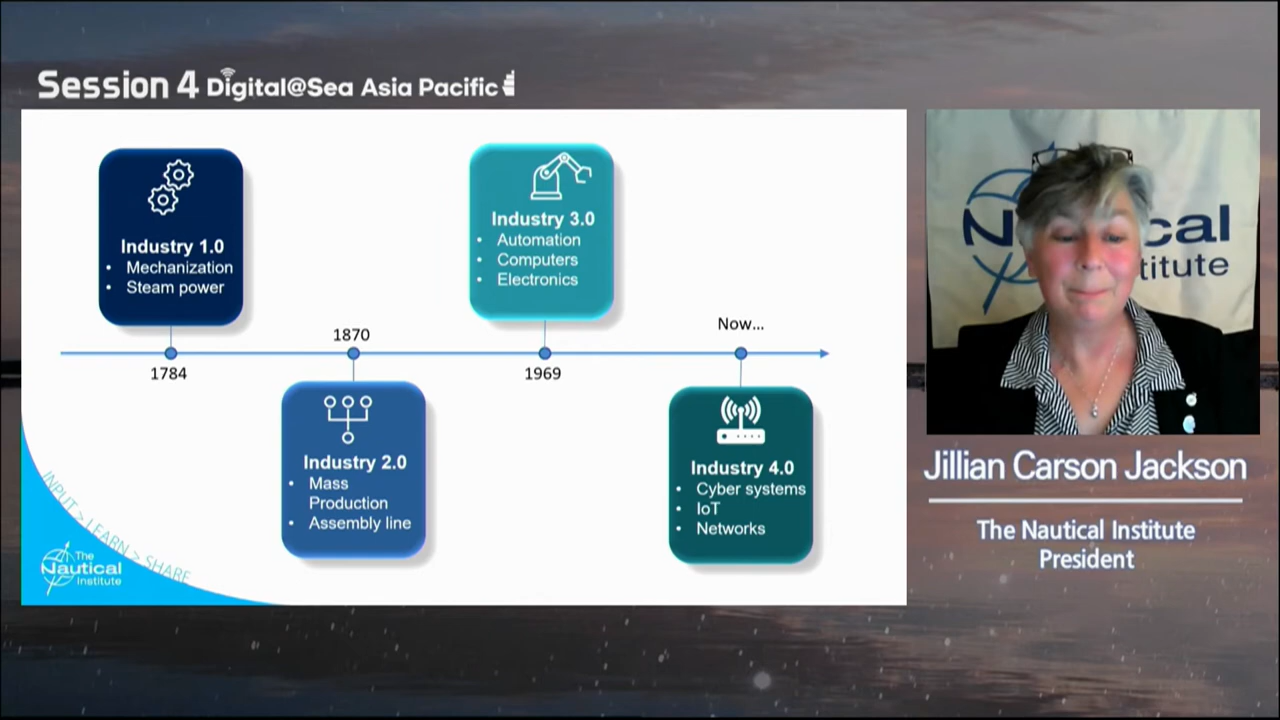 Session 4 Digital@Sea Asia Pacific
Industry 1.0
• Mechanization
• Steam power
1784
1870
Industry 2.0
• Mass
Production
• Assembly line
Industry 3.0
• Automation
• Computers
• Electronics
1969
Now...
Industry 4.0
• Cyber systems
• IoT
• Networks
INPUT > LEARN > SHARE
The
Nautical
Institute
N cal
titute
Jillian Carson Jackson
The Nautical Institute
President